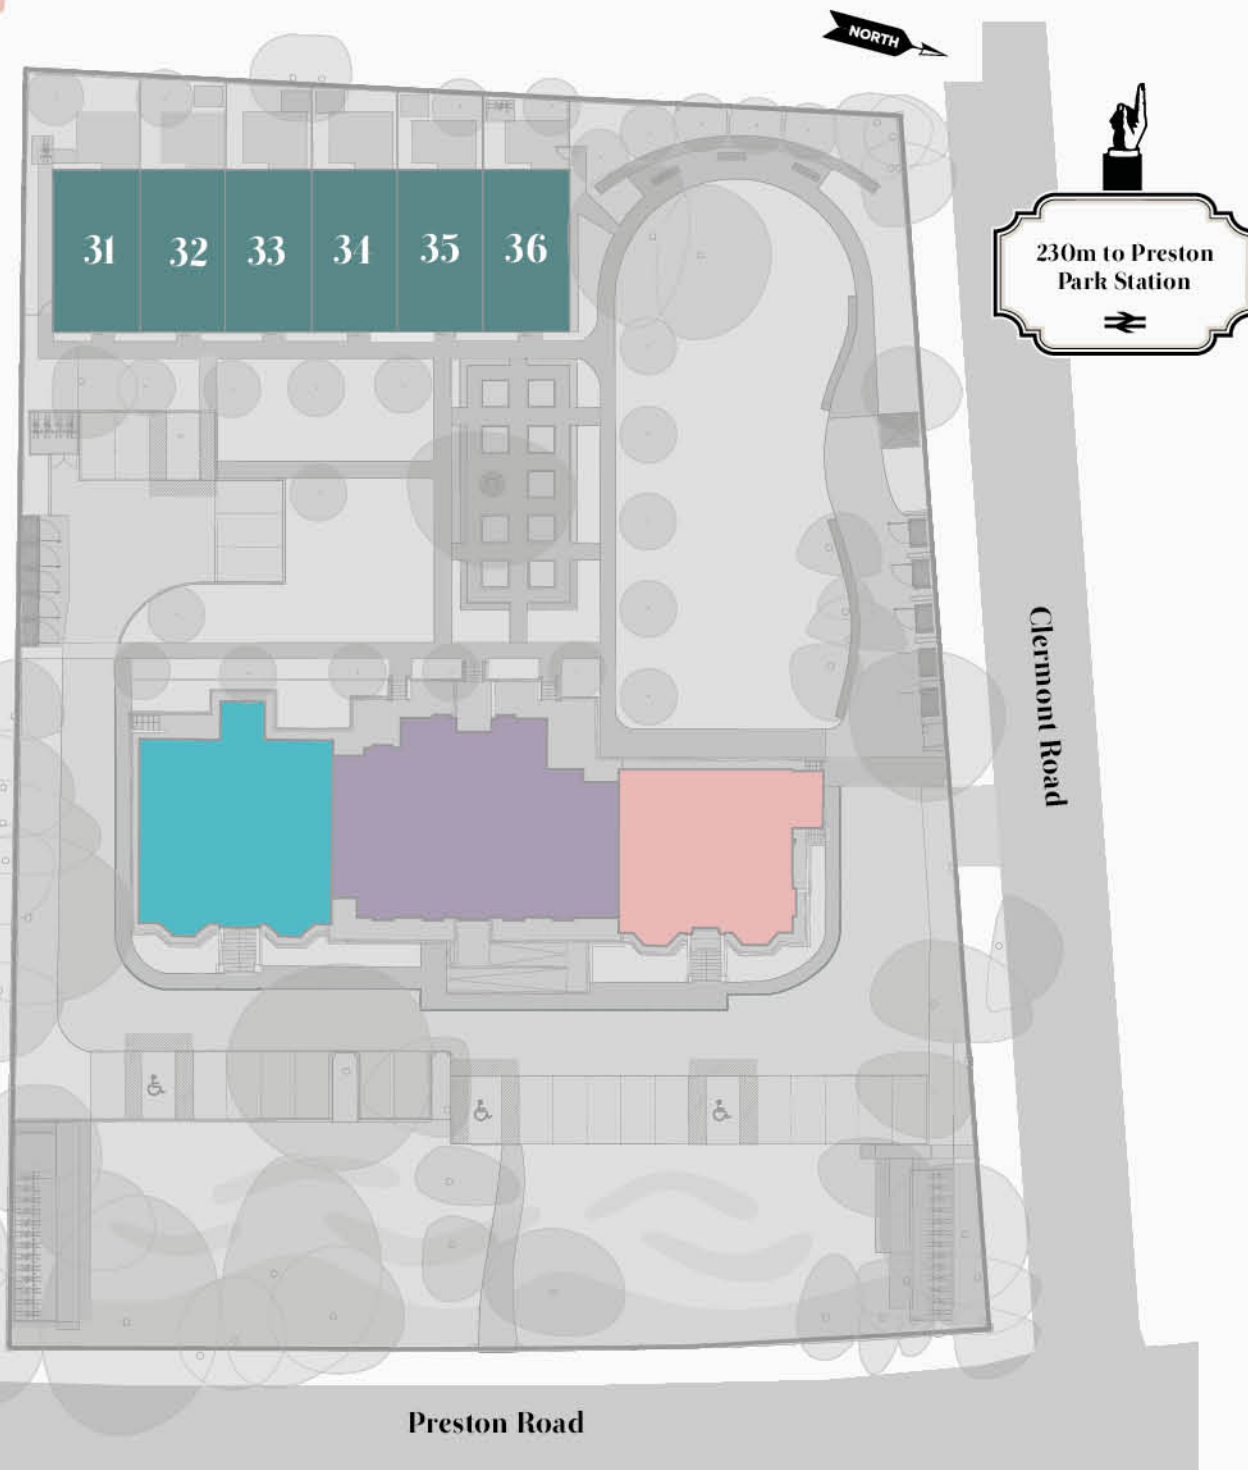 NORTH
230m to Preston
Park Station
31
32
33
34
35
36
Clermont Road
Preston Road